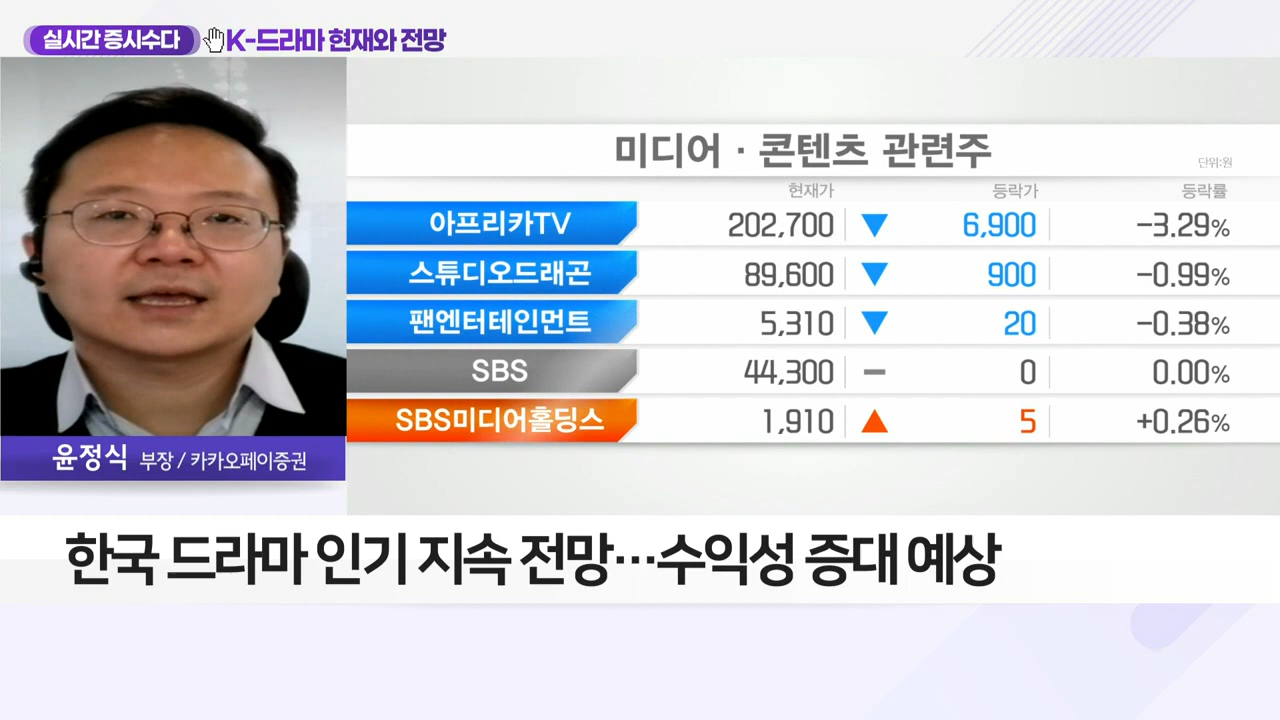 실시간 증시수다 K-드라마 현재와 전망
미디어 · 콘텐츠 관련주
단위:원
현재가 등락가 등락률
아프리카TV 202,700 ▼ 6,900 -3.29%
스튜디오드래곤 89,600 ▼ 900 -0.99%
팬엔터테인먼트 5,310 ▼ 20 -0.38%
SBS 44,300 - 0 0.00%
SBS미디어홀딩스 1,910 ▲ 5 +0.26%
윤정식 부장 / 카카오페이증권
한국 드라마 인기 지속 전망…수익성 증대 예상